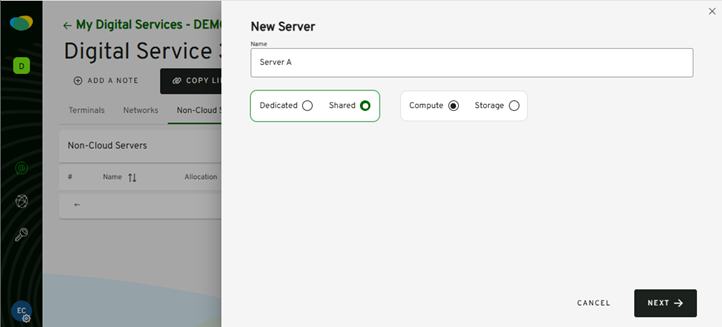 D
EC
← My Digital Services - DEMO
Digital Service
ADD A NOTE
COPY LI
Terminals
Networks
Non-Cloud S
Non-Cloud Servers
# Name Allocation
←
New Server
Name
Server A
Dedicated Shared
Compute Storage
CANCEL
NEXT →